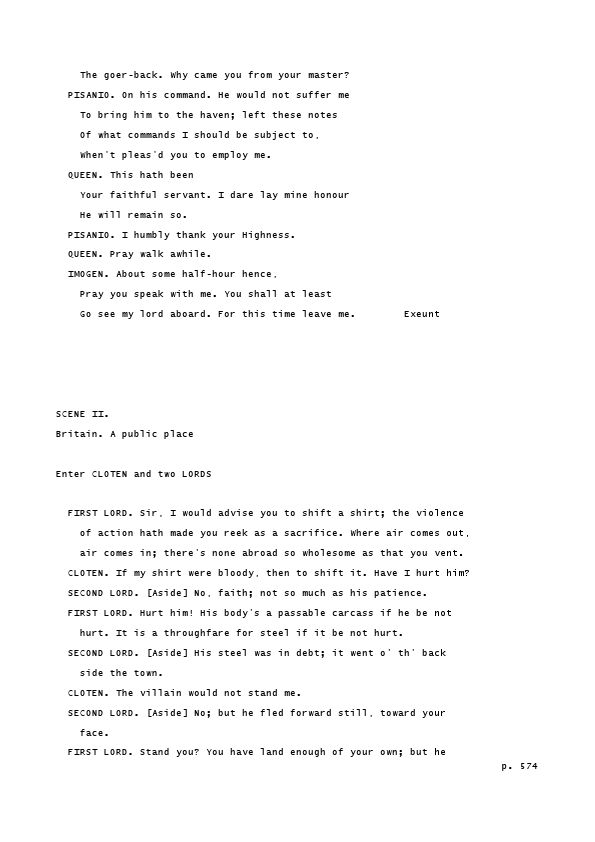 The goer-back. Why came you from your master?
PISANIO. On his command. He would not suffer me
To bring him to the haven; left these notes
Of what commands I should be subject to,
When't pleas'd you to employ me.
QUEEN. This hath been
Your faithful servant. I dare lay mine honour
He will remain so.
PISANIO. I humbly thank your Highness.
QUEEN. Pray walk awhile.
IMOGEN. About some half-hour hence,
Pray you speak with me. You shall at least
Go see my lord aboard. For this time leave me. Exeunt
SCENE II.
Britain. A public place
Enter CLOTEN and two LORDS
FIRST LORD. Sir, I would advise you to shift a shirt; the violence
of action hath made you reek as a sacrifice. Where air comes out,
air comes in; there's none abroad so wholesome as that you vent.
CLOTEN. If my shirt were bloody, then to shift it. Have I hurt him?
SECOND LORD. [Aside] No, faith; not so much as his patience.
FIRST LORD. Hurt him! His body's a passable carcass if he be not
hurt. It is a throughfare for steel if it be not hurt.
SECOND LORD. [Aside] His steel was in debt; it went o' th' back
side the town.
CLOTEN. The villain would not stand me.
SECOND LORD. [Aside] No; but he fled forward still, toward your
face.
FIRST LORD. Stand you? You have land enough of your own; but he
p. 574